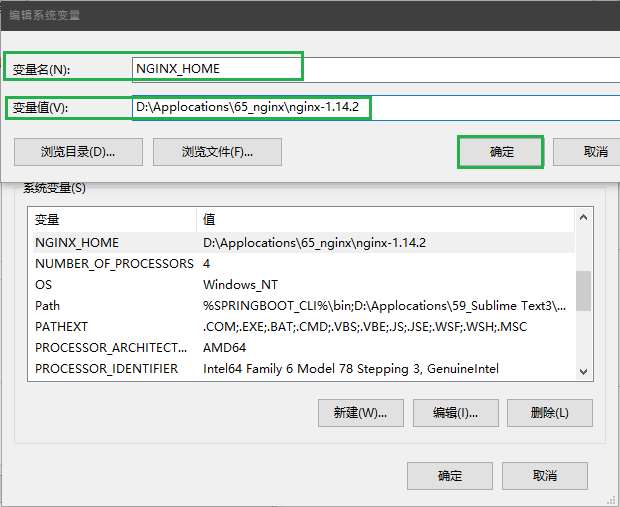 编辑系统变量
变量名(N): NGINX_HOME
变量值(V): D:\Applocations\65_nginx\nginx-1.14.2
浏览目录(D)... 浏览文件(F)... 确定 取消
系统变量(S)
变量 值
NGINX_HOME D:\Applocations\65_nginx\nginx-1.14.2
NUMBER_OF_PROCESSORS 4
OS Windows_NT
Path %SPRINGBOOT_CLI%\bin;D:\Applocations\59_Sublime Text3\...
PATHEXT .COM;.EXE;.BAT;.CMD;.VBS;.VBE;.JS;.JSE;.WSF;.WSH;.MSC
PROCESSOR_ARCHITECT... AMD64
PROCESSOR_IDENTIFIER Intel64 Family 6 Model 78 Stepping 3, GenuineIntel
新建(W)... 编辑(I)... 删除(L)
确定 取消